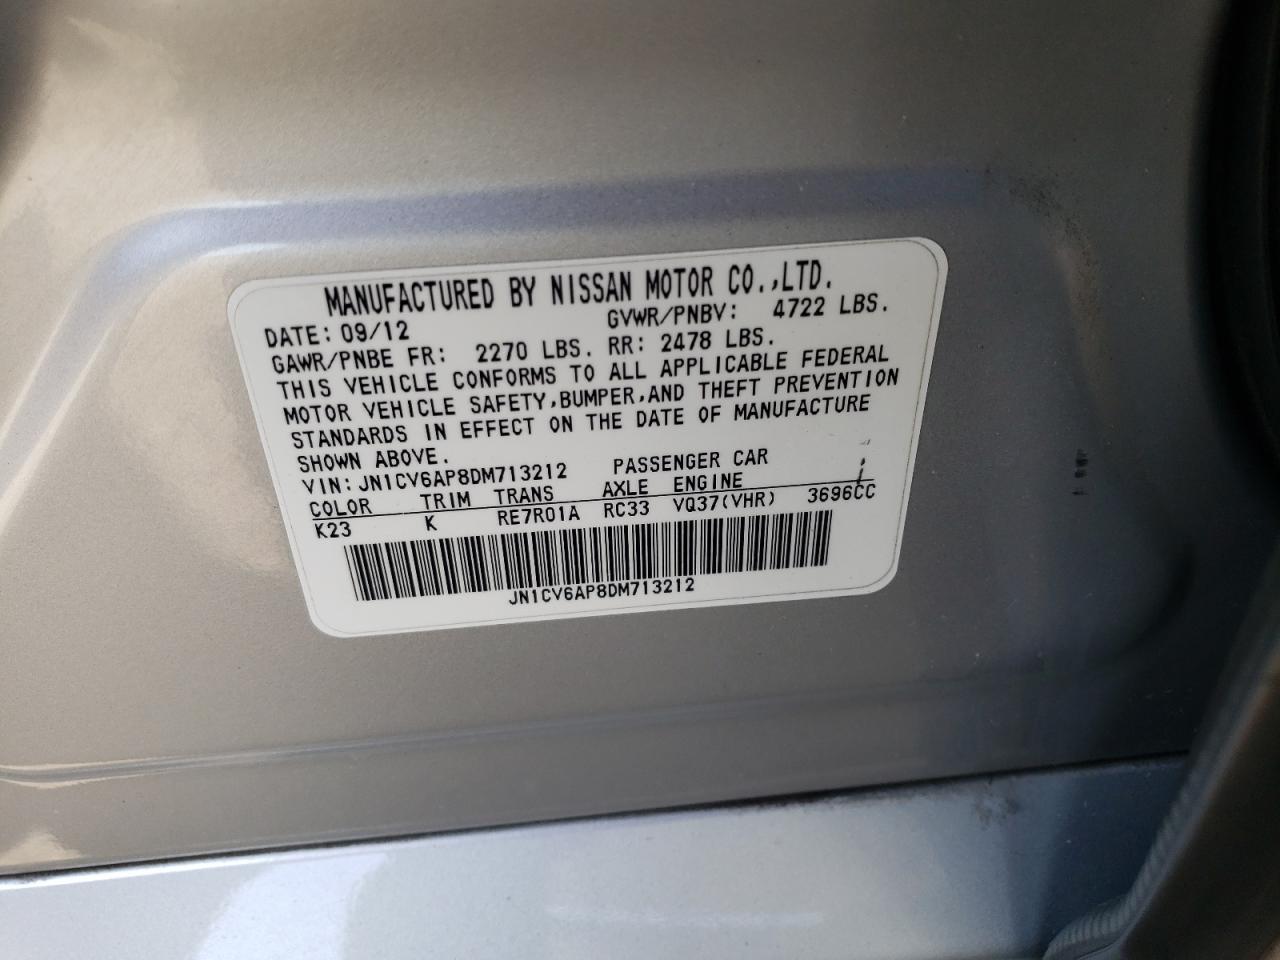 MANUFACTURED BY NISSAN MOTOR CO.,LTD.
DATE: 09/12 GVWR/PNBV: 4722 LBS.
GAWR/PNBE FR: 2270 LBS. RR: 2478 LBS.
THIS VEHICLE CONFORMS TO ALL APPLICABLE FEDERAL
MOTOR VEHICLE SAFETY,BUMPER,AND THEFT PREVENTION
STANDARDS IN EFFECT ON THE DATE OF MANUFACTURE
SHOWN ABOVE.
VIN: JN1CV6AP8DM713212 PASSENGER CAR
COLOR TRIM TRANS AXLE ENGINE
K23 K RE7R01A RC33 VQ37(VHR) 3696CC
JN1CV6AP8DM713212